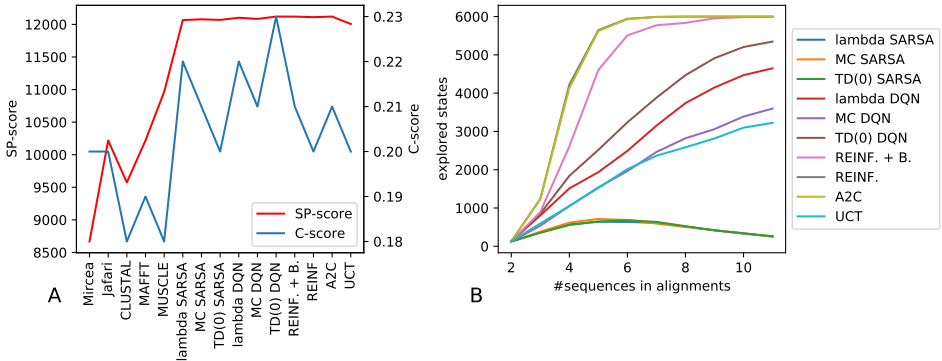 SP-score
12000
11500
11000
10500
10000
9500
9000
8500
0.23
0.22
0.21
0.20
0.19
0.18
C-score
SP-score
C-score
Mircea
Jafari
CLUSTAL
MAFFT
MUSCLE
lambda SARSA
MC SARSA
TD(0) SARSA
lambda DQN
MC DQN
TD(0) DQN
REINF. + B.
REINF
A2C
UCT
A
explored states
6000
5000
4000
3000
2000
1000
0
2 4 6 8 10
#sequences in alignments
B
lambda SARSA
MC SARSA
TD(0) SARSA
lambda DQN
MC DQN
TD(0) DQN
REINF. + B.
REINF.
A2C
UCT